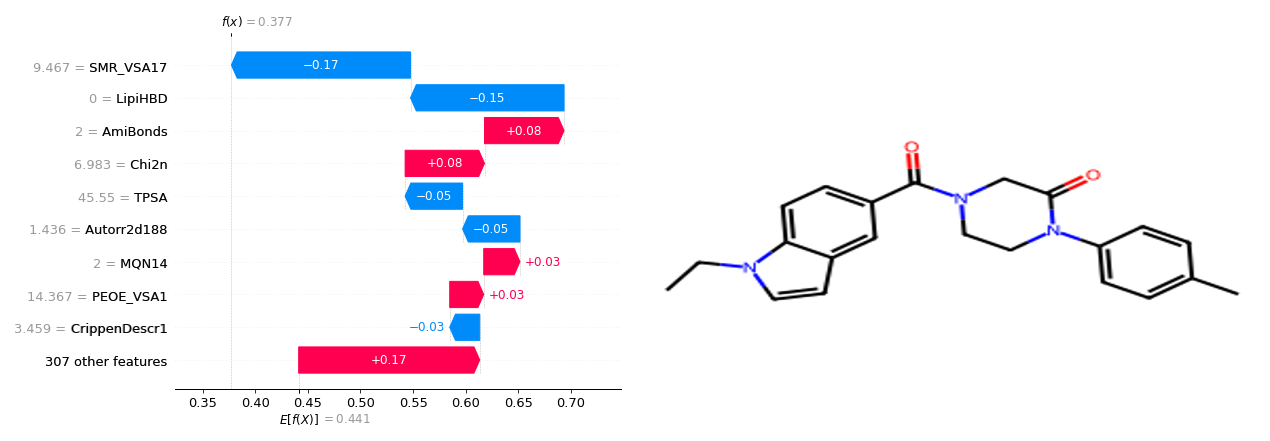 f(x) = 0.377
9.467 = SMR_VSA17
−0.17
0 = LipiHBD
−0.15
2 = AmiBonds
+0.08
6.983 = Chi2n
+0.08
45.55 = TPSA
−0.05
1.436 = Autorr2d188
−0.05
2 = MQN14
+0.03
14.367 = PEOE_VSA1
+0.03
3.459 = CrippenDescr1
−0.03
307 other features
+0.17
0.35 0.40 0.45 0.50 0.55 0.60 0.65 0.70
E[f(X)] = 0.441
O
O
N
N
N